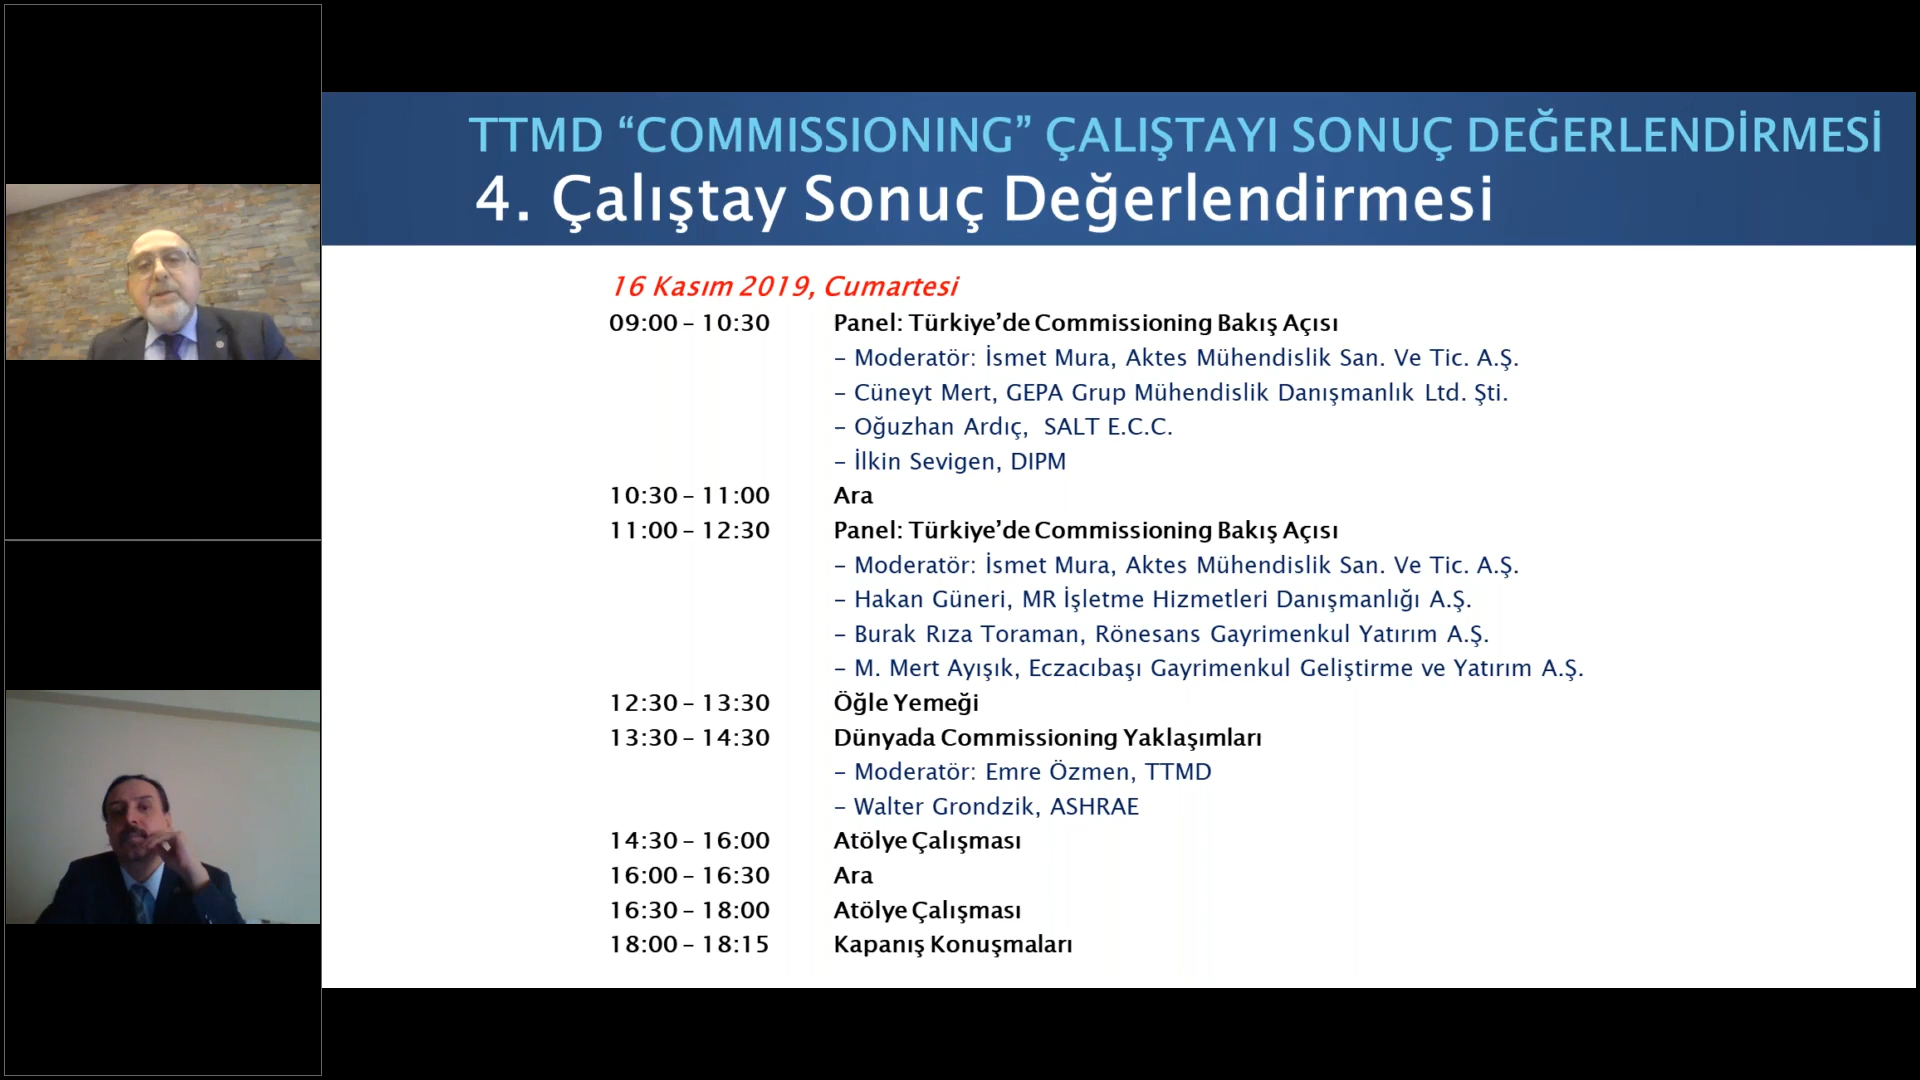 TTMD “COMMISSIONING” ÇALIŞTAYI SONUÇ DEĞERLENDİRMESİ
4. Çalıştay Sonuç Değerlendirmesi
16 Kasım 2019, Cumartesi
09:00 – 10:30 Panel: Türkiye’de Commissioning Bakış Açısı
– Moderatör: İsmet Mura, Aktes Mühendislik San. Ve Tic. A.Ş.
– Cüneyt Mert, GEPA Grup Mühendislik Danışmanlık Ltd. Şti.
– Oğuzhan Ardıç, SALT E.C.C.
– İlkin Sevigen, DIPM
10:30 – 11:00 Ara
11:00 – 12:30 Panel: Türkiye’de Commissioning Bakış Açısı
– Moderatör: İsmet Mura, Aktes Mühendislik San. Ve Tic. A.Ş.
– Hakan Güneri, MR İşletme Hizmetleri Danışmanlığı A.Ş.
– Burak Rıza Toraman, Rönesans Gayrimenkul Yatırım A.Ş.
– M. Mert Ayışık, Eczacıbaşı Gayrimenkul Geliştirme ve Yatırım A.Ş.
12:30 – 13:30 Öğle Yemeği
13:30 – 14:30 Dünyada Commissioning Yaklaşımları
– Moderatör: Emre Özmen, TTMD
– Walter Grondzik, ASHRAE
14:30 – 16:00 Atölye Çalışması
16:00 – 16:30 Ara
16:30 – 18:00 Atölye Çalışması
18:00 – 18:15 Kapanış Konuşmaları